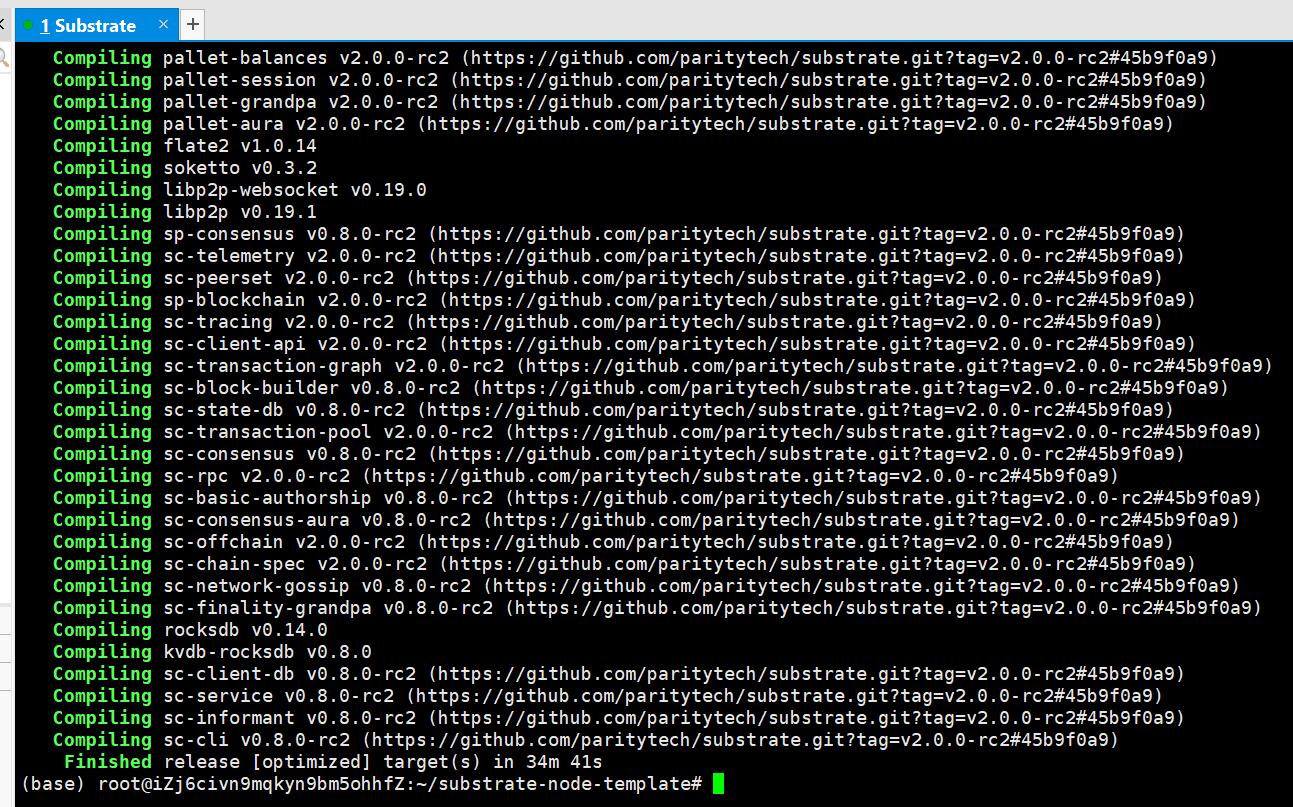 1 Substrate × +
Compiling pallet-balances v2.0.0-rc2 (https://github.com/paritytech/substrate.git?tag=v2.0.0-rc2#45b9f0a9)
Compiling pallet-session v2.0.0-rc2 (https://github.com/paritytech/substrate.git?tag=v2.0.0-rc2#45b9f0a9)
Compiling pallet-grandpa v2.0.0-rc2 (https://github.com/paritytech/substrate.git?tag=v2.0.0-rc2#45b9f0a9)
Compiling pallet-aura v2.0.0-rc2 (https://github.com/paritytech/substrate.git?tag=v2.0.0-rc2#45b9f0a9)
Compiling flate2 v1.0.14
Compiling soketto v0.3.2
Compiling libp2p-websocket v0.19.0
Compiling libp2p v0.19.1
Compiling sp-consensus v0.8.0-rc2 (https://github.com/paritytech/substrate.git?tag=v2.0.0-rc2#45b9f0a9)
Compiling sc-telemetry v2.0.0-rc2 (https://github.com/paritytech/substrate.git?tag=v2.0.0-rc2#45b9f0a9)
Compiling sc-peerset v2.0.0-rc2 (https://github.com/paritytech/substrate.git?tag=v2.0.0-rc2#45b9f0a9)
Compiling sp-blockchain v2.0.0-rc2 (https://github.com/paritytech/substrate.git?tag=v2.0.0-rc2#45b9f0a9)
Compiling sc-tracing v2.0.0-rc2 (https://github.com/paritytech/substrate.git?tag=v2.0.0-rc2#45b9f0a9)
Compiling sc-client-api v2.0.0-rc2 (https://github.com/paritytech/substrate.git?tag=v2.0.0-rc2#45b9f0a9)
Compiling sc-transaction-graph v2.0.0-rc2 (https://github.com/paritytech/substrate.git?tag=v2.0.0-rc2#45b9f0a9)
Compiling sc-block-builder v0.8.0-rc2 (https://github.com/paritytech/substrate.git?tag=v2.0.0-rc2#45b9f0a9)
Compiling sc-state-db v0.8.0-rc2 (https://github.com/paritytech/substrate.git?tag=v2.0.0-rc2#45b9f0a9)
Compiling sc-transaction-pool v2.0.0-rc2 (https://github.com/paritytech/substrate.git?tag=v2.0.0-rc2#45b9f0a9)
Compiling sc-consensus v0.8.0-rc2 (https://github.com/paritytech/substrate.git?tag=v2.0.0-rc2#45b9f0a9)
Compiling sc-rpc v2.0.0-rc2 (https://github.com/paritytech/substrate.git?tag=v2.0.0-rc2#45b9f0a9)
Compiling sc-basic-authorship v0.8.0-rc2 (https://github.com/paritytech/substrate.git?tag=v2.0.0-rc2#45b9f0a9)
Compiling sc-consensus-aura v0.8.0-rc2 (https://github.com/paritytech/substrate.git?tag=v2.0.0-rc2#45b9f0a9)
Compiling sc-offchain v2.0.0-rc2 (https://github.com/paritytech/substrate.git?tag=v2.0.0-rc2#45b9f0a9)
Compiling sc-chain-spec v2.0.0-rc2 (https://github.com/paritytech/substrate.git?tag=v2.0.0-rc2#45b9f0a9)
Compiling sc-network-gossip v0.8.0-rc2 (https://github.com/paritytech/substrate.git?tag=v2.0.0-rc2#45b9f0a9)
Compiling sc-finality-grandpa v0.8.0-rc2 (https://github.com/paritytech/substrate.git?tag=v2.0.0-rc2#45b9f0a9)
Compiling rocksdb v0.14.0
Compiling kvdb-rocksdb v0.8.0
Compiling sc-client-db v0.8.0-rc2 (https://github.com/paritytech/substrate.git?tag=v2.0.0-rc2#45b9f0a9)
Compiling sc-service v0.8.0-rc2 (https://github.com/paritytech/substrate.git?tag=v2.0.0-rc2#45b9f0a9)
Compiling sc-informant v0.8.0-rc2 (https://github.com/paritytech/substrate.git?tag=v2.0.0-rc2#45b9f0a9)
Compiling sc-cli v0.8.0-rc2 (https://github.com/paritytech/substrate.git?tag=v2.0.0-rc2#45b9f0a9)
Finished release [optimized] target(s) in 34m 41s
(base) root@iZj6civn9mqkyn9bm5ohhfZ:~/substrate-node-template#